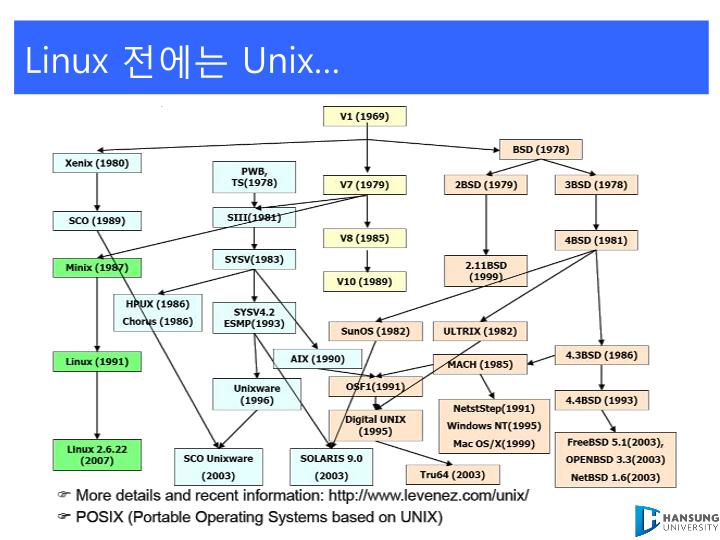 Linux 전에는 Unix...
V1 (1969)
BSD (1978)
Xenix (1980)
PWB,
TS(1978)
V7 (1979)
2BSD (1979)
3BSD (1978)
SCO (1989)
SIII(1981)
V8 (1985)
4BSD (1981)
Minix (1987)
SYSV(1983)
V10 (1989)
2.11BSD
(1999)
HPUX (1986)
Chorus (1986)
SYSV4.2
ESMP(1993)
SunOS (1982)
ULTRIX (1982)
Linux (1991)
AIX (1990)
MACH (1985)
4.3BSD (1986)
Unixware
(1996)
OSF1(1991)
4.4BSD (1993)
Digital UNIX
(1995)
NetstStep(1991)
Windows NT(1995)
Mac OS/X(1999)
Linux 2.6.22
(2007)
SCO Unixware
(2003)
SOLARIS 9.0
(2003)
Tru64 (2003)
FreeBSD 5.1(2003),
OPENBSD 3.3(2003)
NetBSD 1.6(2003)
☞ More details and recent information: http://www.levenez.com/unix/
☞ POSIX (Portable Operating Systems based on UNIX)
HANSUNG
UNIVERSITY